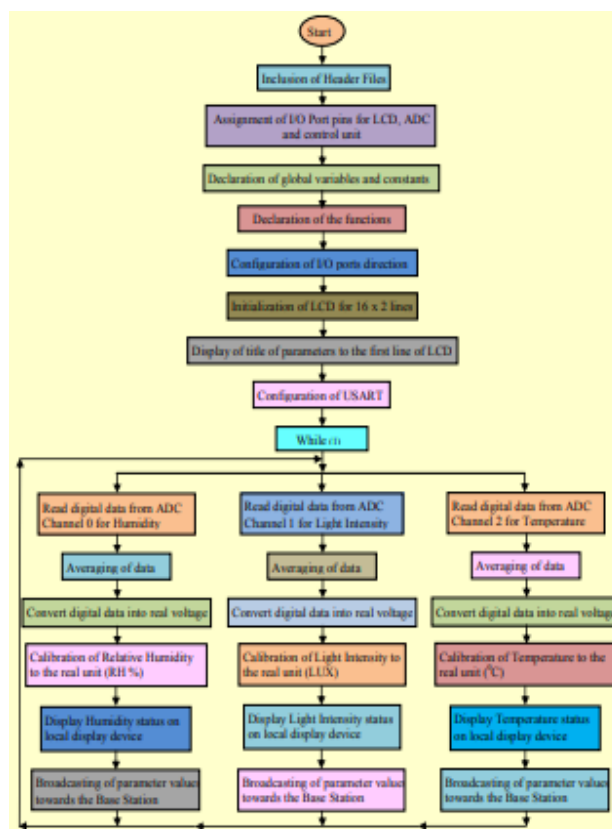 Start
Inclusion of Header Files
Assignment of I/O Port pins for LCD, ADC
and control unit
Declaration of global variables and constants
Declaration of the functions
Configuration of I/O ports direction
Initialization of LCD for 16 x 2 lines
Display of title of parameters to the first line of LCD
Configuration of USART
While (1)
Read digital data from ADC
Channel 0 for Humidity
Averaging of data
Convert digital data into real voltage
Calibration of Relative Humidity
to the real unit (RH %)
Display Humidity status on
local display device
Broadcasting of parameter values
towards the Base Station
Read digital data from ADC
Channel 1 for Light Intensity
Averaging of data
Convert digital data into real voltage
Calibration of Light Intensity to
the real unit (LUX)
Display Light Intensity status
on local display device
Broadcasting of parameter values
towards the Base Station
Read digital data from ADC
Channel 2 for Temperature
Averaging of data
Convert digital data into real voltage
Calibration of Temperature to the
real unit (⁰C)
Display Temperature status
on local display device
Broadcasting of parameter values
towards the Base Station